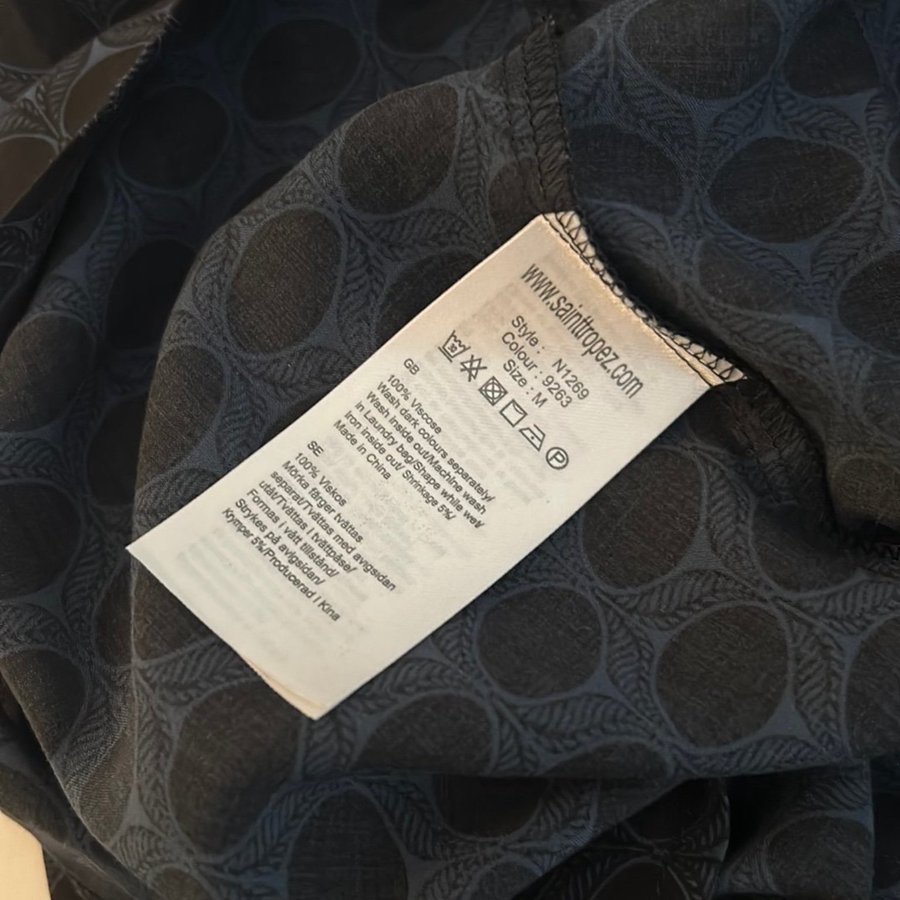 www.sainttropez.com
Style : N1269
Colour : 9263
Size : M
30
P
GB
100% Viscose
Wash dark colours separately/
Wash inside out/Machine wash
in Laundry bag/Shape while wet/
Iron inside out/ Shrinksge 5%/
Made in China
SE
100% Viskos
Mörka färger tvättas
separat/Tvättas med avigsidan
utåt/Tvättas i tvättpåse/
Formas i vått tillstånd/
Strykes på avigsidan/
Krymper 5%/Producerad i Kina